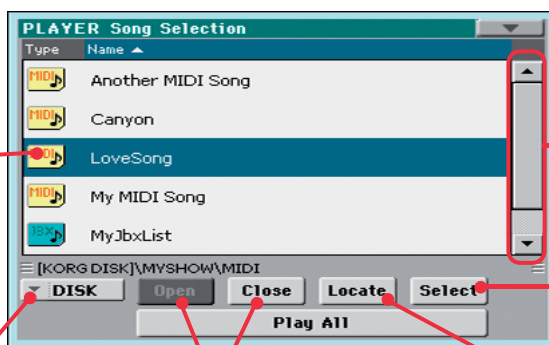 PLAYER Song Selection
Type Name
MIDI Another MIDI Song
MIDI Canyon
MIDI LoveSong
MIDI My MIDI Song
JBX MyJbxList
[KORG DISK]\MYSHOW\MIDI
DISK Open Close Locate Select
Play All